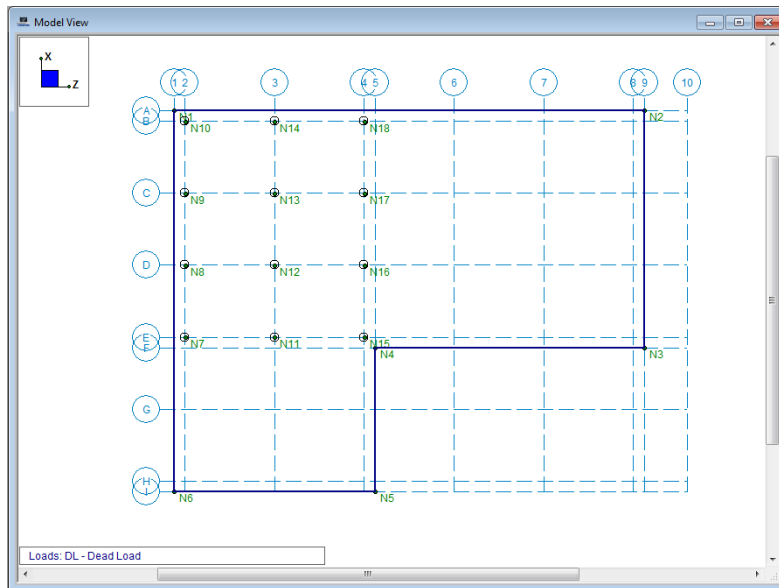 Model View
X
Z
1 2 3 4 5 6 7 8 9 10
A
N1 N2
B
N10 N14 N18
C
N9 N13 N17
D
N8 N12 N16
E
N7 N11 N15
F
N4 N3
G
H
N6 N5
Loads: DL - Dead Load